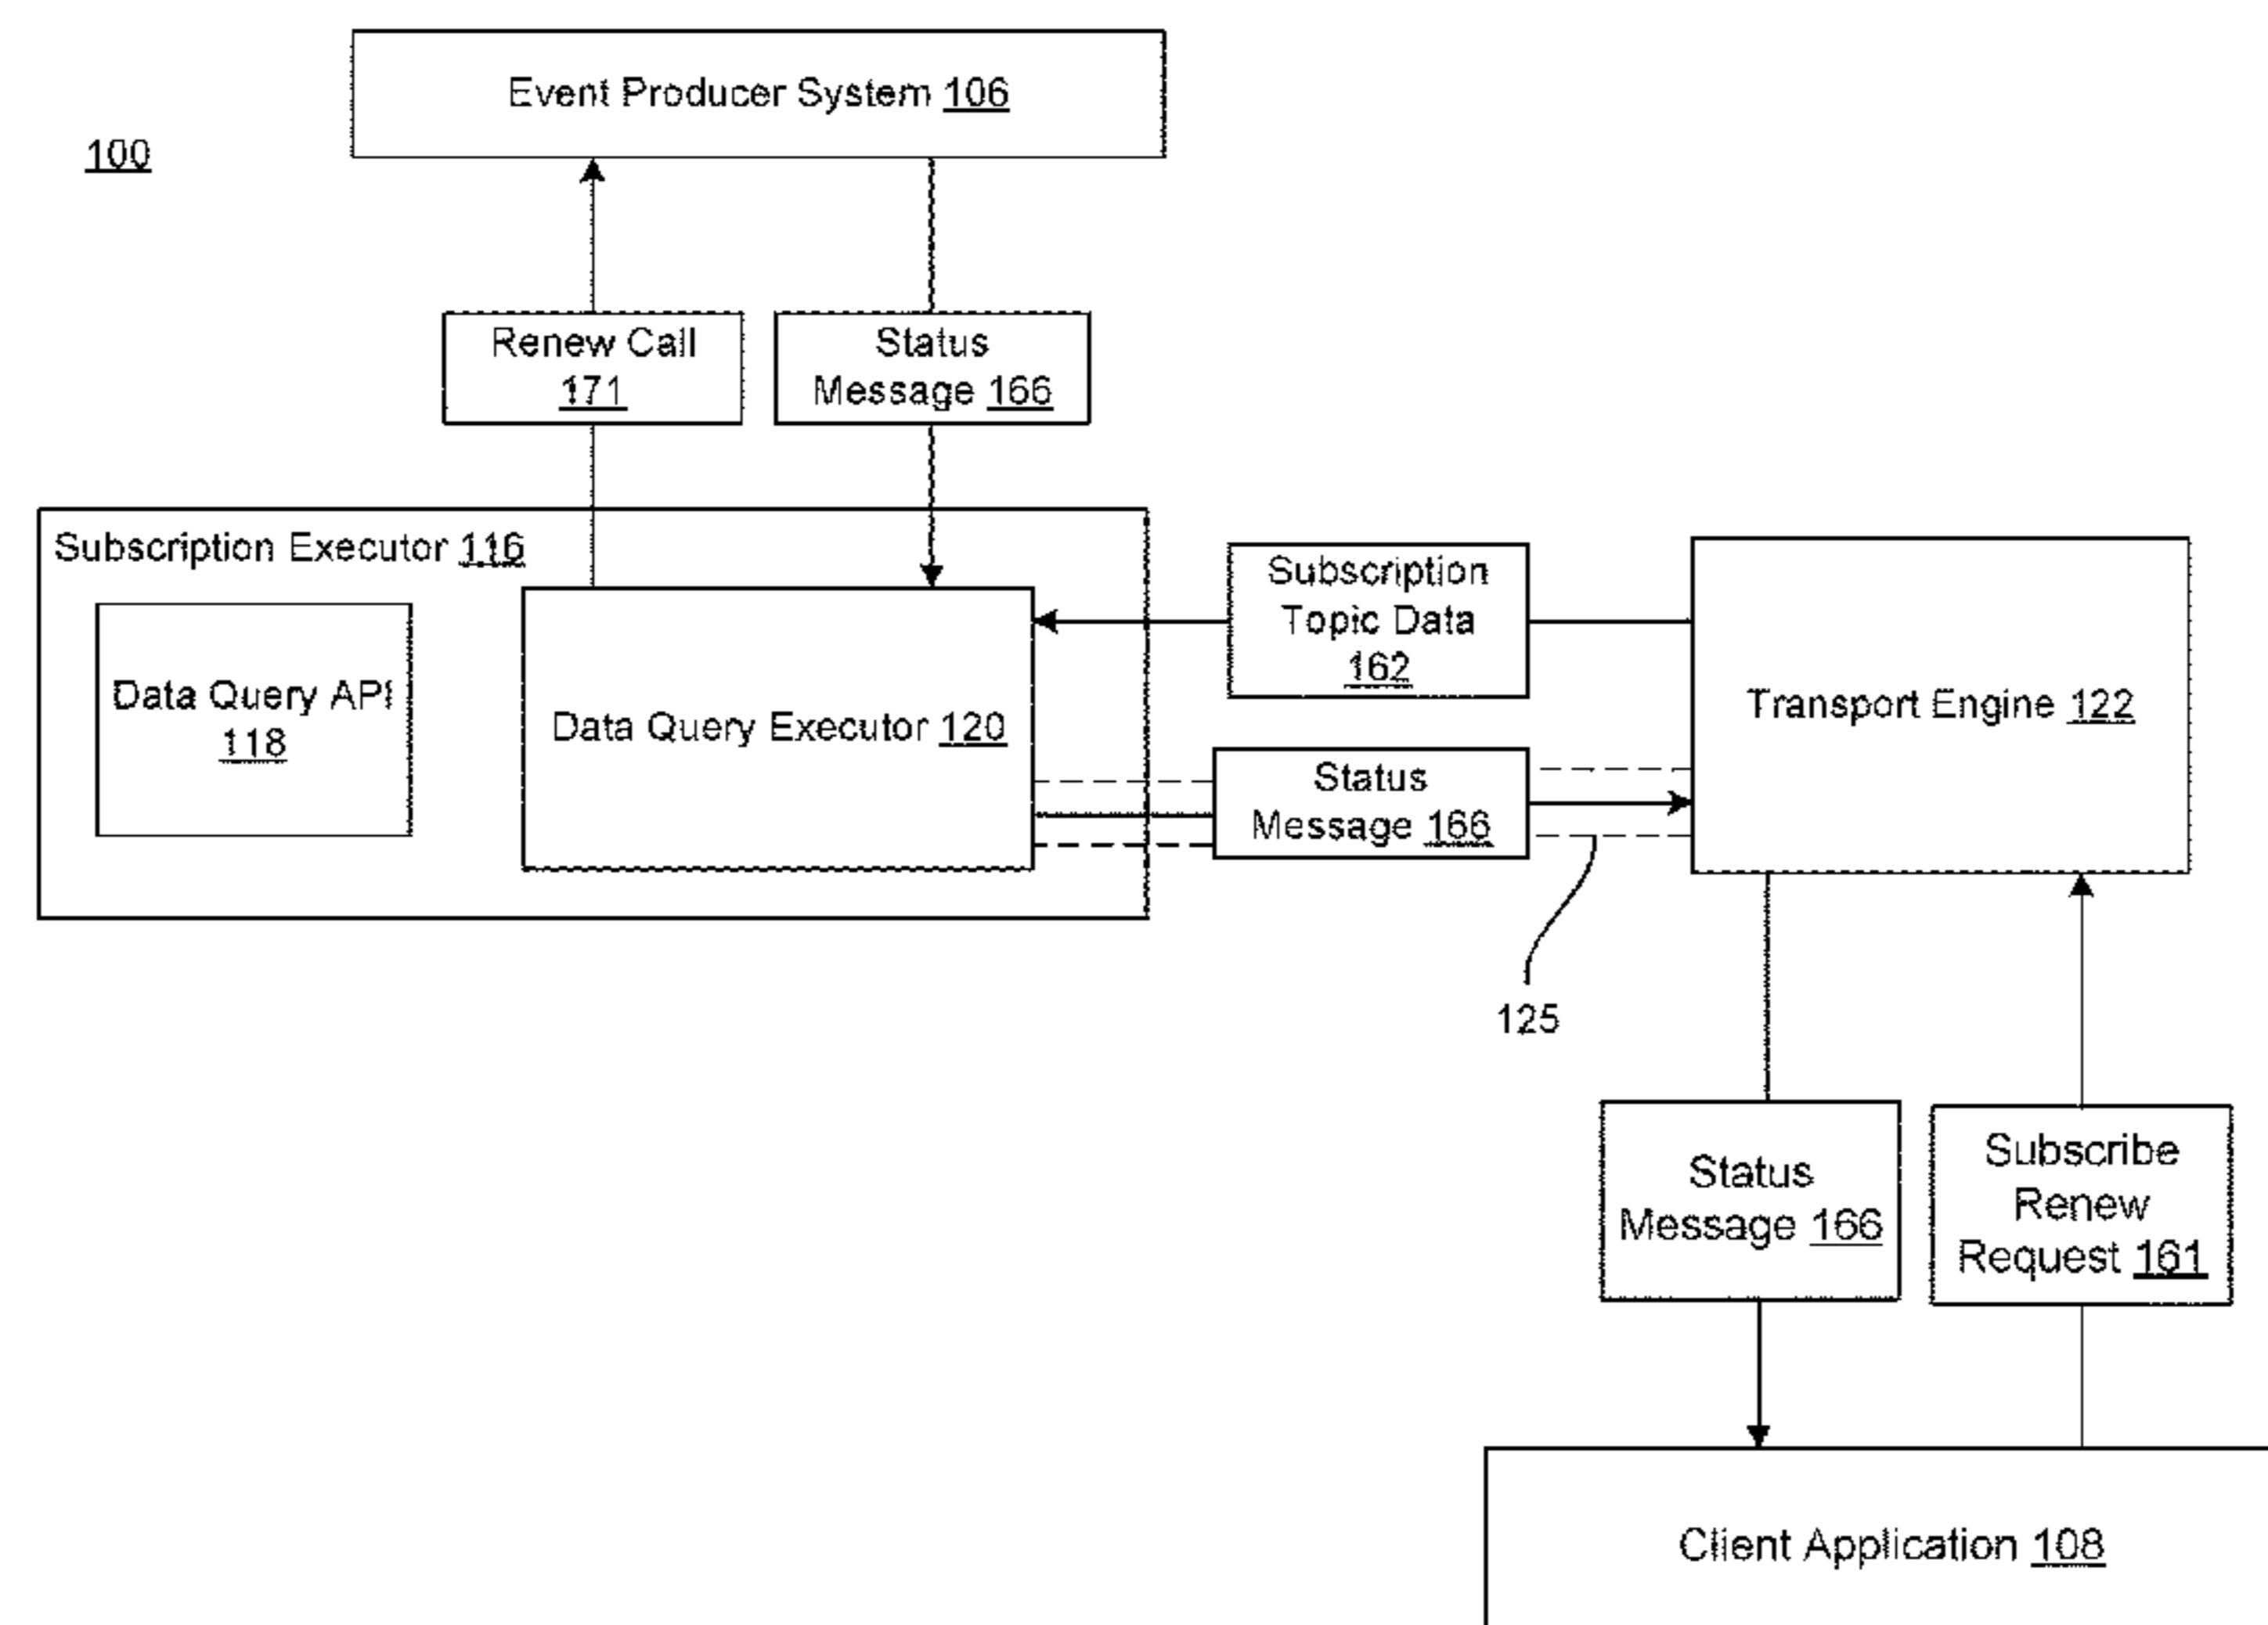 Event Producer System 106
100
Renew Call
171
Status
Message 166
Subscription Executor 116
Data Query API
118
Data Query Executor 120
Subscription
Topic Data
162
Transport Engine 122
Status
Message 166
125
Status
Message 166
Subscribe
Renew
Request 161
Client Application 108